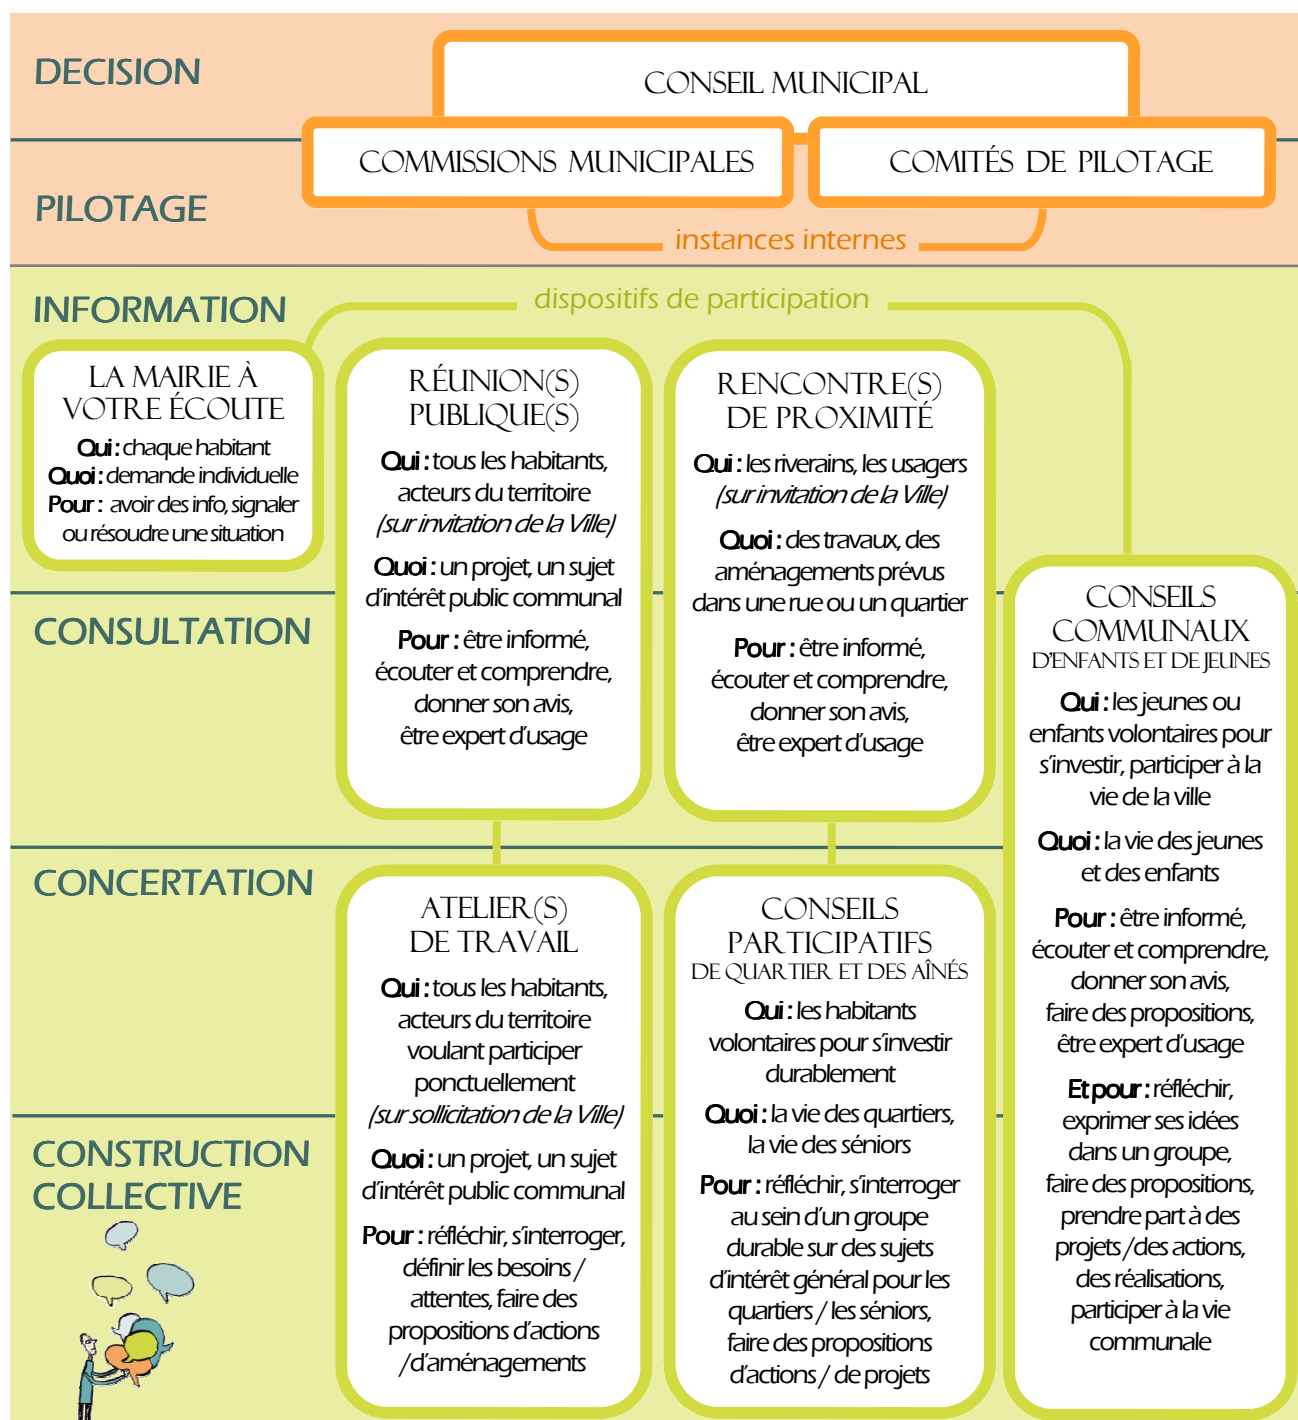 DECISION
CONSEIL MUNICIPAL
COMMISSIONS MUNICIPALES
COMITÉS DE PILOTAGE
PILOTAGE
instances internes
dispositifs de participation
INFORMATION
LA MAIRIE À
VOTRE ÉCOUTE
Qui : chaque habitant
Quoi : demande individuelle
Pour : avoir des info, signaler
ou résoudre une situation
RÉUNION(S)
PUBLIQUE(S)
Qui : tous les habitants,
acteurs du territoire
(sur invitation de la Ville)
Quoi : un projet, un sujet
d'intérêt public communal
Pour : être informé,
écouter et comprendre,
donner son avis,
être expert d'usage
RENCONTRE(S)
DE PROXIMITÉ
Qui : les riverains, les usagers
(sur invitation de la Ville)
Quoi : des travaux, des
aménagements prévus
dans une rue ou un quartier
Pour : être informé,
écouter et comprendre,
donner son avis,
être expert d'usage
CONSULTATION
CONSEILS
COMMUNAUX
D'ENFANTS ET DE JEUNES
Qui : les jeunes ou
enfants volontaires pour
s'investir, participer à la
vie de la ville
Quoi : la vie des jeunes
et des enfants
Pour : être informé,
écouter et comprendre,
donner son avis,
faire des propositions,
être expert d'usage
Et pour : réfléchir,
exprimer ses idées
dans un groupe,
faire des propositions,
prendre part à des
projets /des actions,
des réalisations,
participer à la vie
communale
CONCERTATION
ATELIER(S)
DE TRAVAIL
Qui : tous les habitants,
acteurs du territoire
voulant participer
ponctuellement
(sur sollicitation de la Ville)
Quoi : un projet, un sujet
d'intérêt public communal
Pour : réfléchir, s'interroger,
définir les besoins /
attentes, faire des
propositions d'actions
/d'aménagements
CONSEILS
PARTICIPATIFS
DE QUARTIER ET DES AÎNÉS
Qui : les habitants
volontaires pour s'investir
durablement
Quoi : la vie des quartiers,
la vie des séniors
Pour : réfléchir, s'interroger
au sein d'un groupe
durable sur des sujets
d'intérêt général pour les
quartiers / les séniors,
faire des propositions
d'actions / de projets
CONSTRUCTION
COLLECTIVE